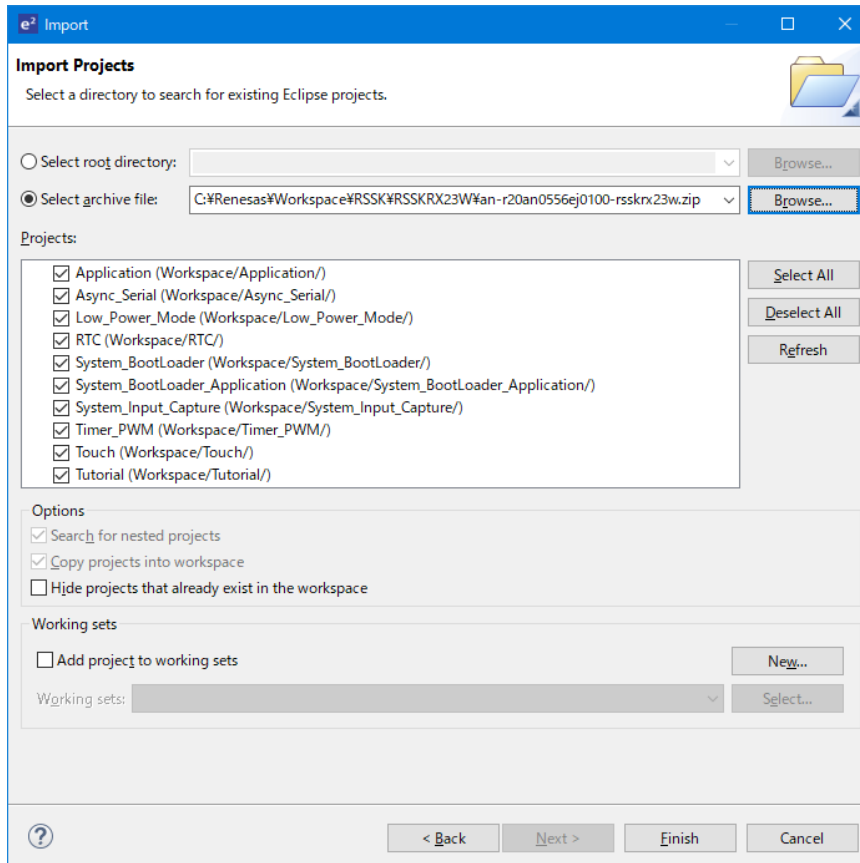 e² Import
Import Projects
Select a directory to search for existing Eclipse projects.
Select root directory:
Browse...
Select archive file:
C:¥Renesas¥Workspace¥RSSK¥RSSKRX23W¥an-r20an0556ej0100-rsskrx23w.zip
Browse...
Projects:
Application (Workspace/Application/)
Async_Serial (Workspace/Async_Serial/)
Low_Power_Mode (Workspace/Low_Power_Mode/)
RTC (Workspace/RTC/)
System_BootLoader (Workspace/System_BootLoader/)
System_BootLoader_Application (Workspace/System_BootLoader_Application/)
System_Input_Capture (Workspace/System_Input_Capture/)
Timer_PWM (Workspace/Timer_PWM/)
Touch (Workspace/Touch/)
Tutorial (Workspace/Tutorial/)
Select All
Deselect All
Refresh
Options
Search for nested projects
Copy projects into workspace
Hide projects that already exist in the workspace
Working sets
Add project to working sets
New...
Working sets:
Select...
?
< Back
Next >
Finish
Cancel